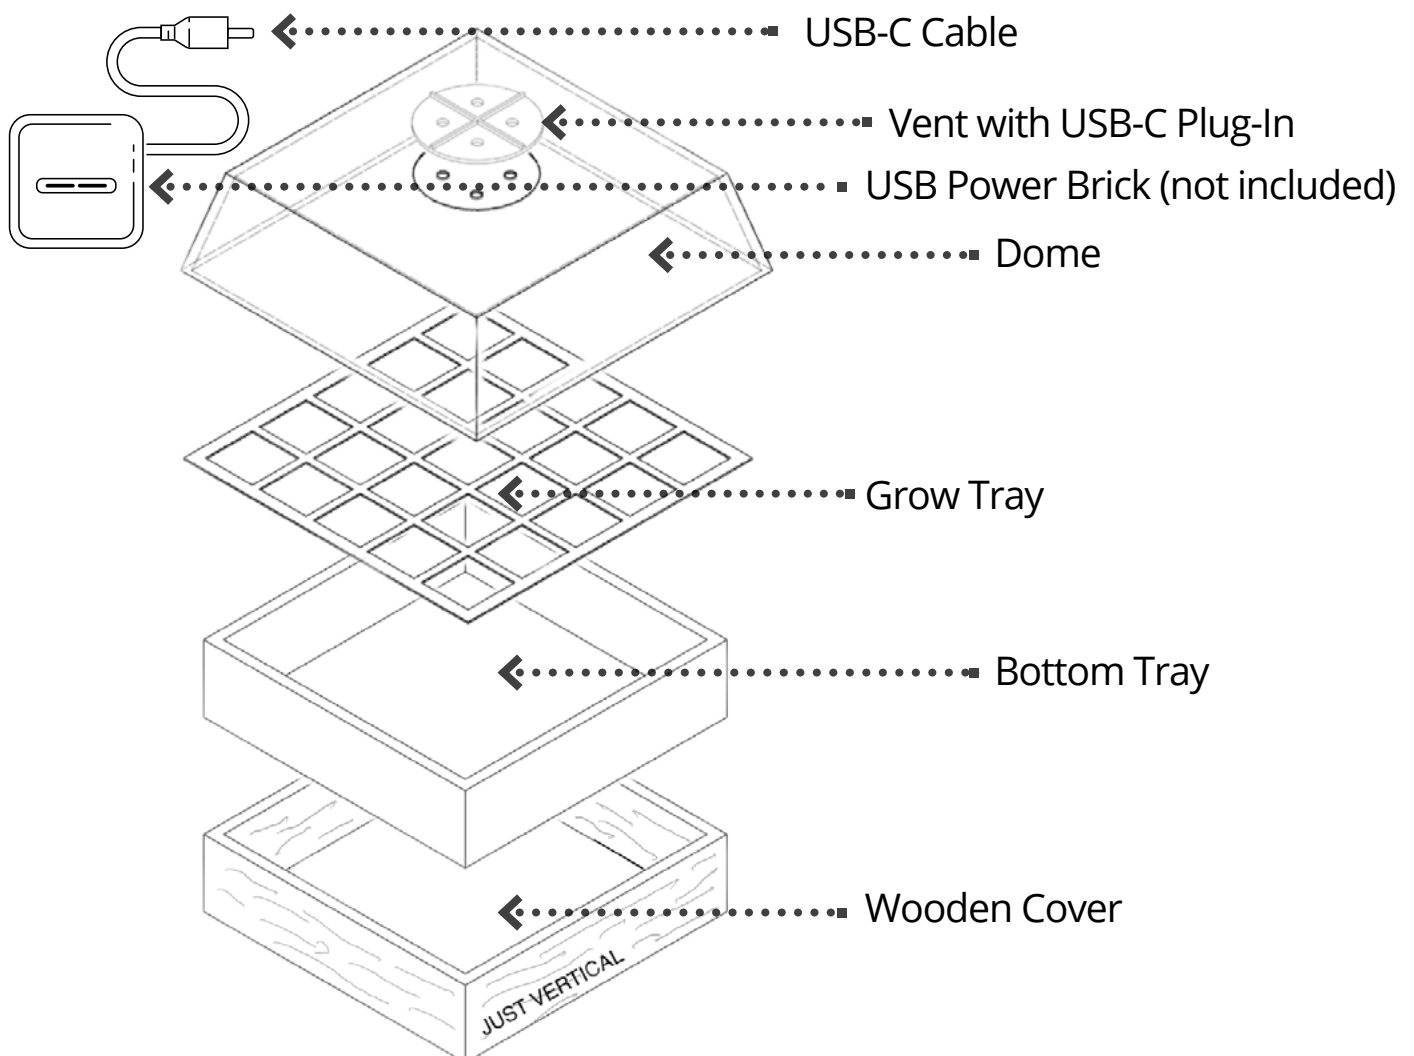 USB-C Cable
Vent with USB-C Plug-In
USB Power Brick (not included)
Dome
Grow Tray
Bottom Tray
Wooden Cover
JUST VERTICAL